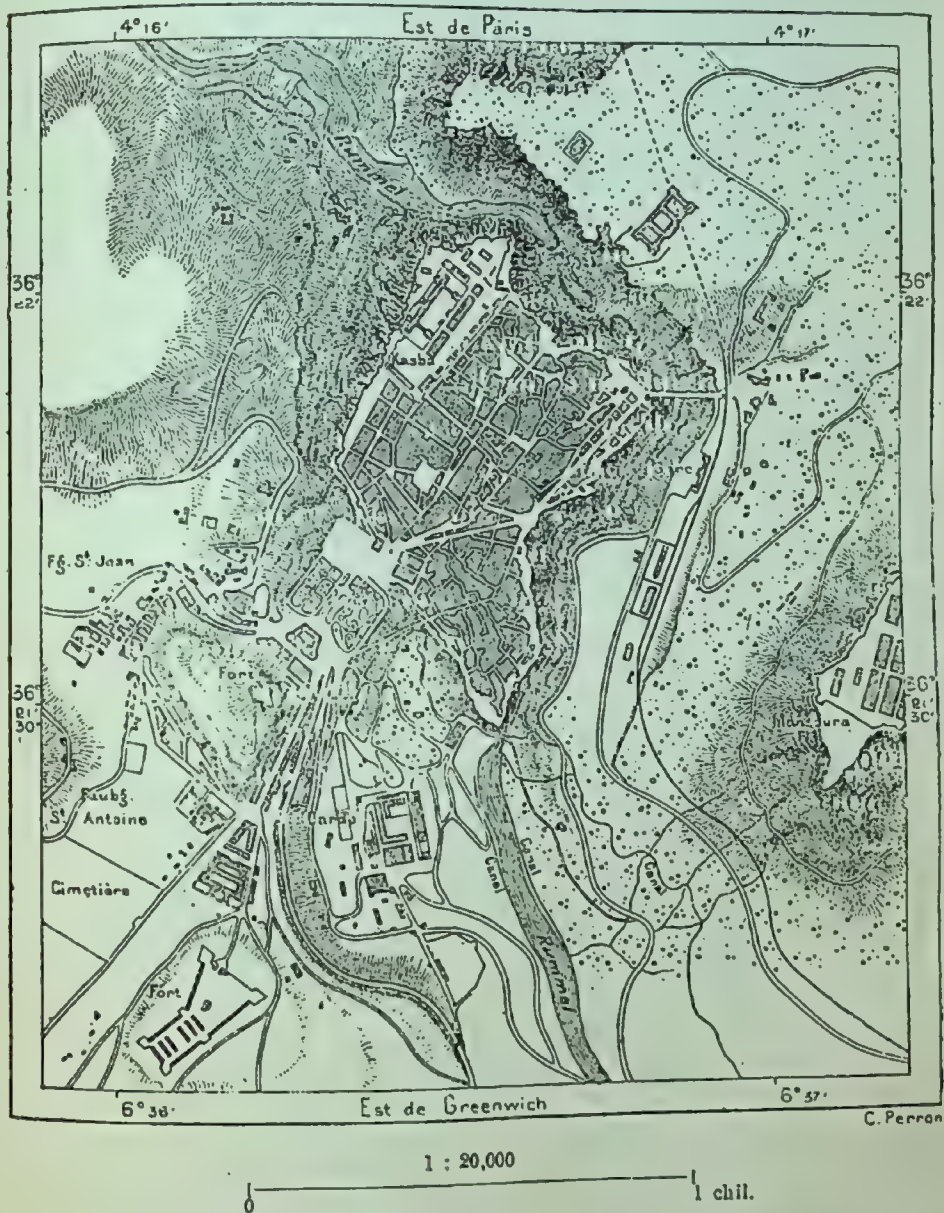 4° 16′
Est de Paris
4° 17′
Rummel
36°
22′
36°
22′
Kasba
Gare
Fg. St Jean
Fort
36°
21′
30″
36°
21′
30″
Mansura
Faubg.
St Antoine
Bardo
Cimetière
Canal
Canal
Rummel
Fort
6° 36′
Est de Greenwich
6° 37′
C. Perron
1 : 20,000
0
1 chil.